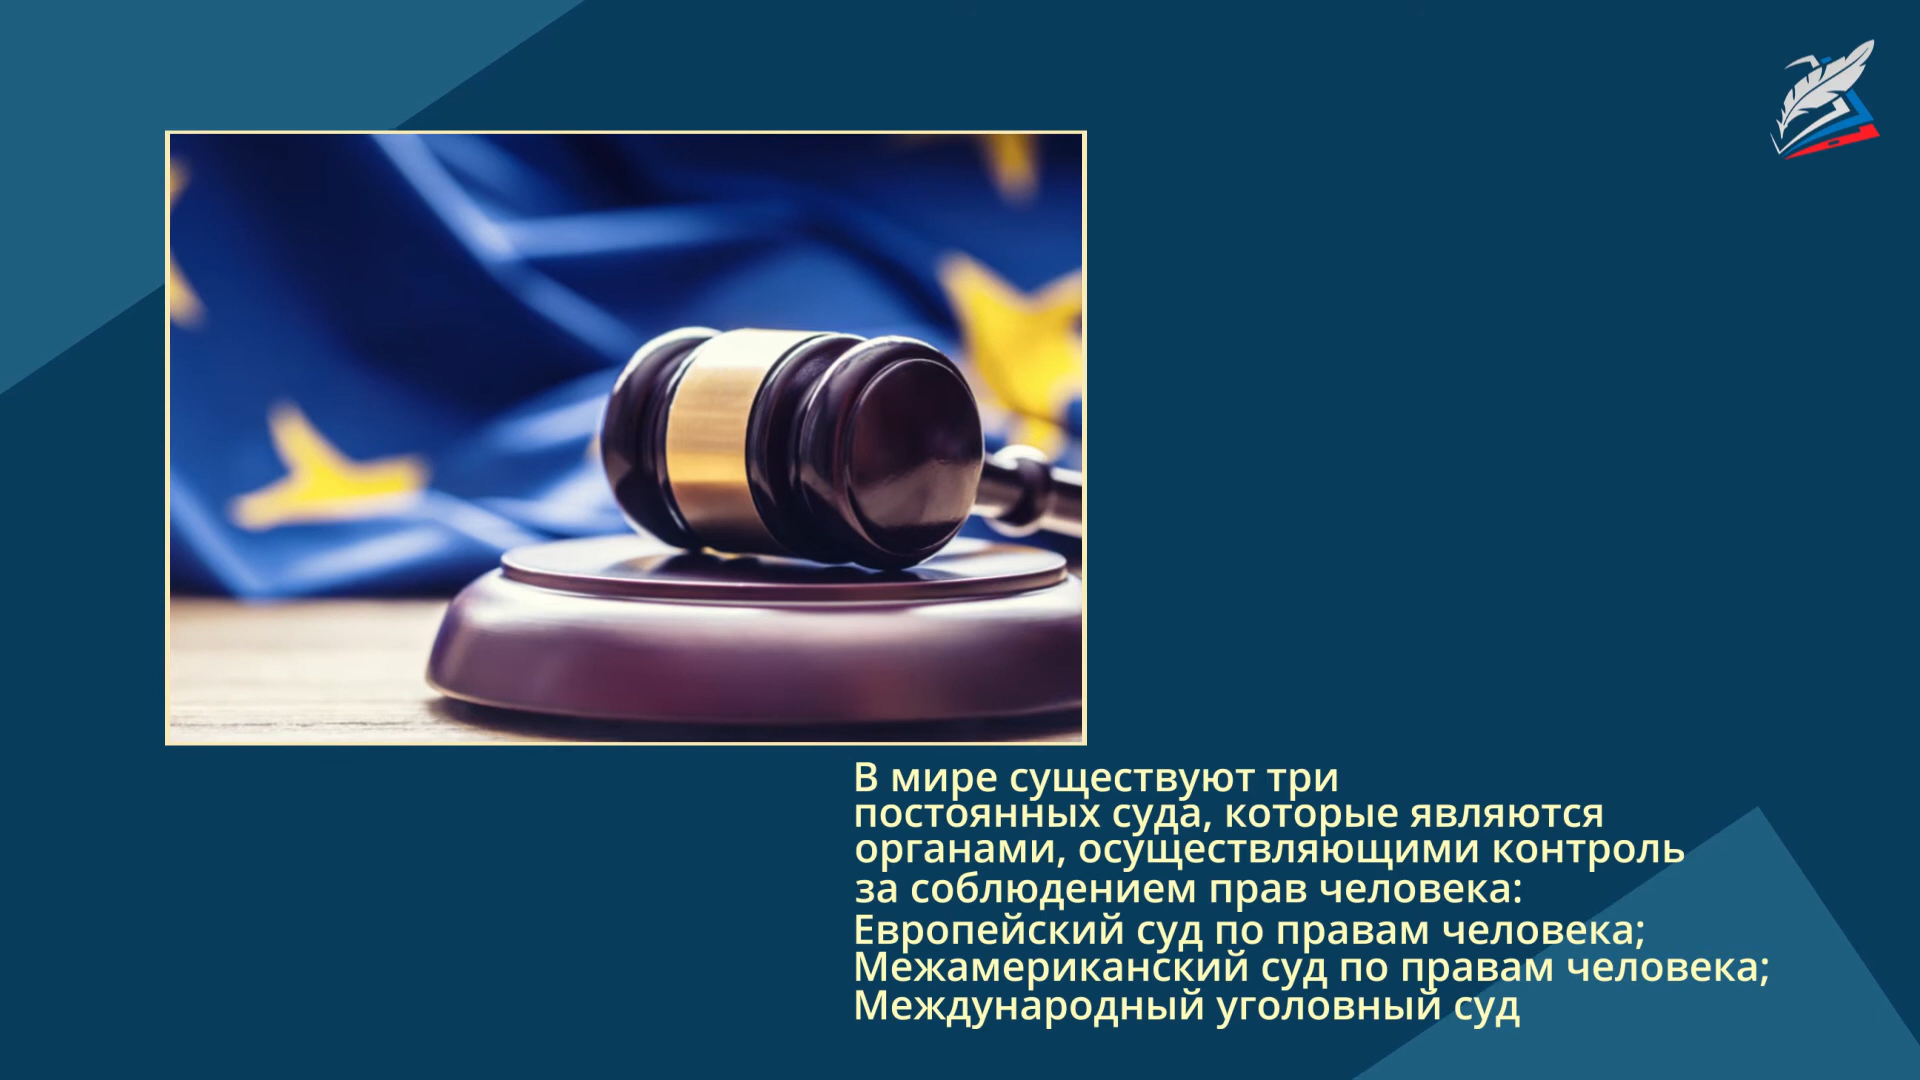 В мире существуют три
постоянных суда, которые являются
органами, осуществляющими контроль
за соблюдением прав человека:
Европейский суд по правам человека;
Межамериканский суд по правам человека;
Международный уголовный суд